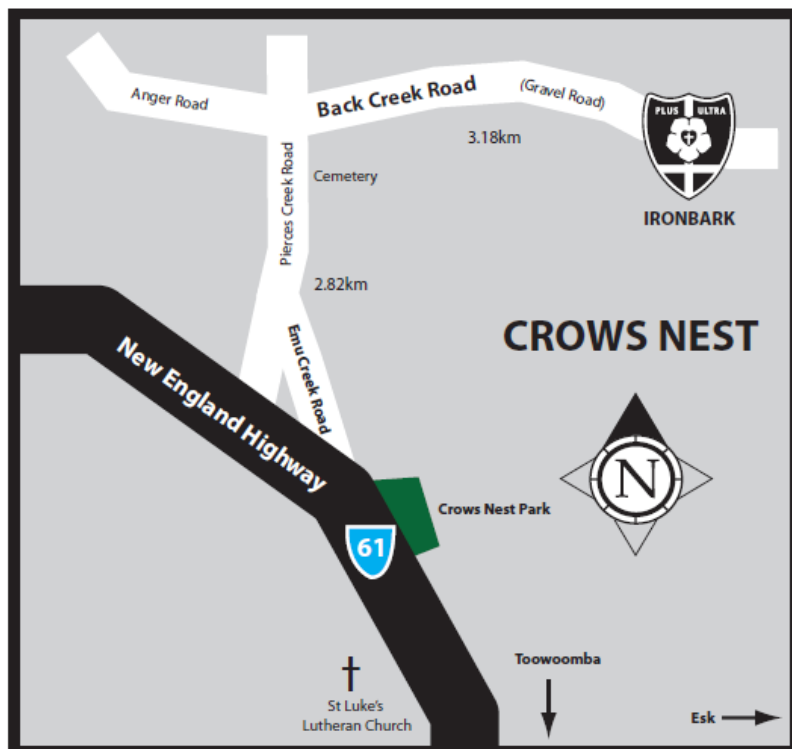 Anger Road
Back Creek Road
(Gravel Road)
PLUS ULTRA
3.18km
IRONBARK
Pierces Creek Road
Cemetery
2.82km
CROWS NEST
Emu Creek Road
New England Highway
N
Crows Nest Park
61
Toowoomba
St Luke's
Lutheran Church
Esk